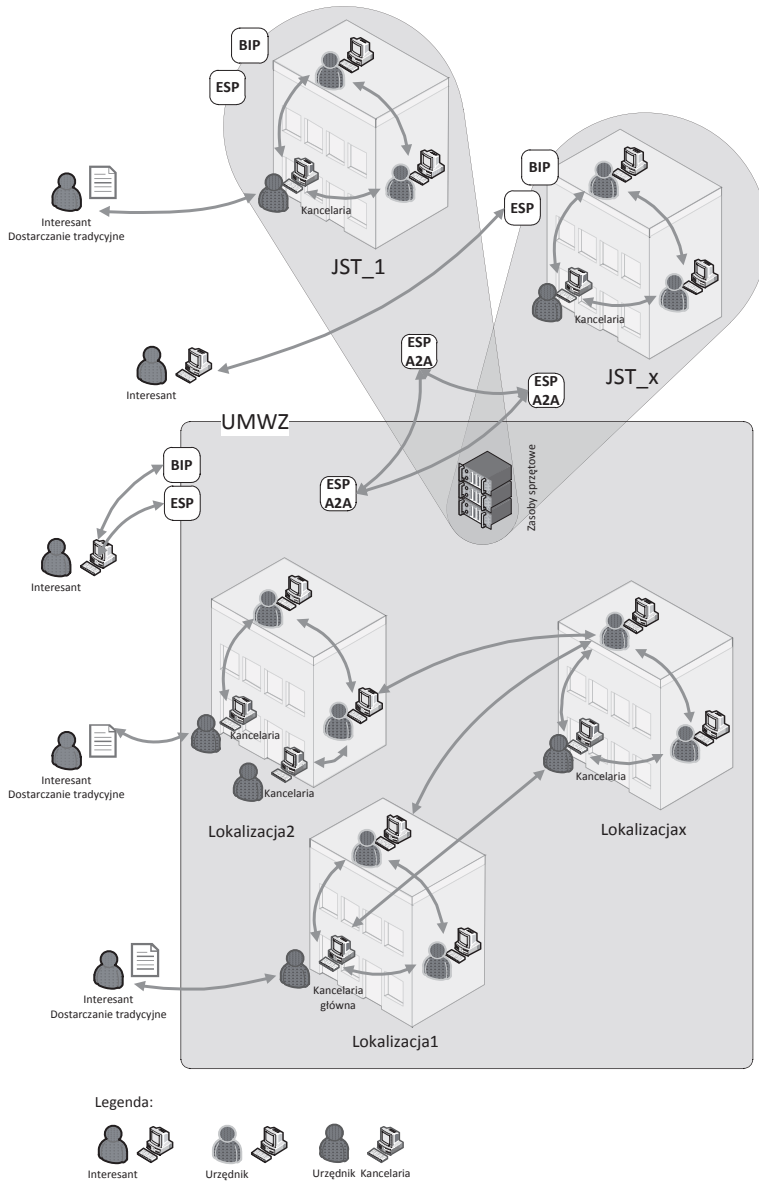 BIP
ESP
Interesant
Dostarczanie tradycyjne
Kancelaria
JST_1
BIP
ESP
Kancelaria
JST_x
Interesant
ESP
A2A
ESP
A2A
UMWZ
BIP
ESP
ESP
A2A
Zasoby sprzętowe
Interesant
Kancelaria
Kancelaria
Interesant
Dostarczanie tradycyjne
Lokalizacja2
Kancelaria
Lokalizacjax
Kancelaria
główna
Interesant
Dostarczanie tradycyjne
Lokalizacja1
Legenda:
Interesant
Urzędnik
Urzędnik Kancelaria